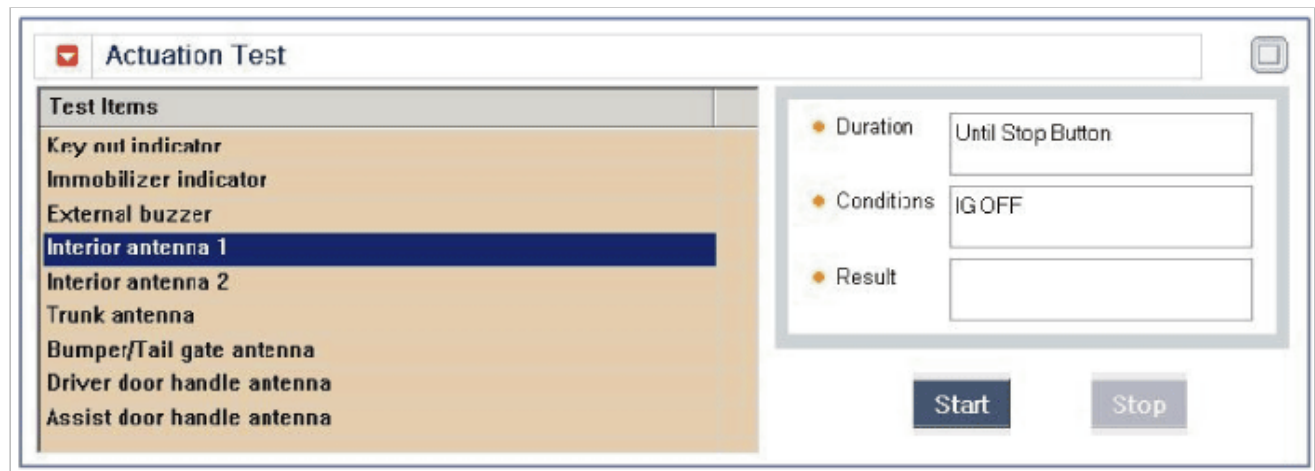 Actuation Test
Test Items
Key out indicator
Immobilizer indicator
External buzzer
Interior antenna 1
Interior antenna 2
Trunk antenna
Bumper/Tail gate antenna
Driver door handle antenna
Assist door handle antenna
Duration
Until Stop Button
Conditions
IG OFF
Result
Start
Stop